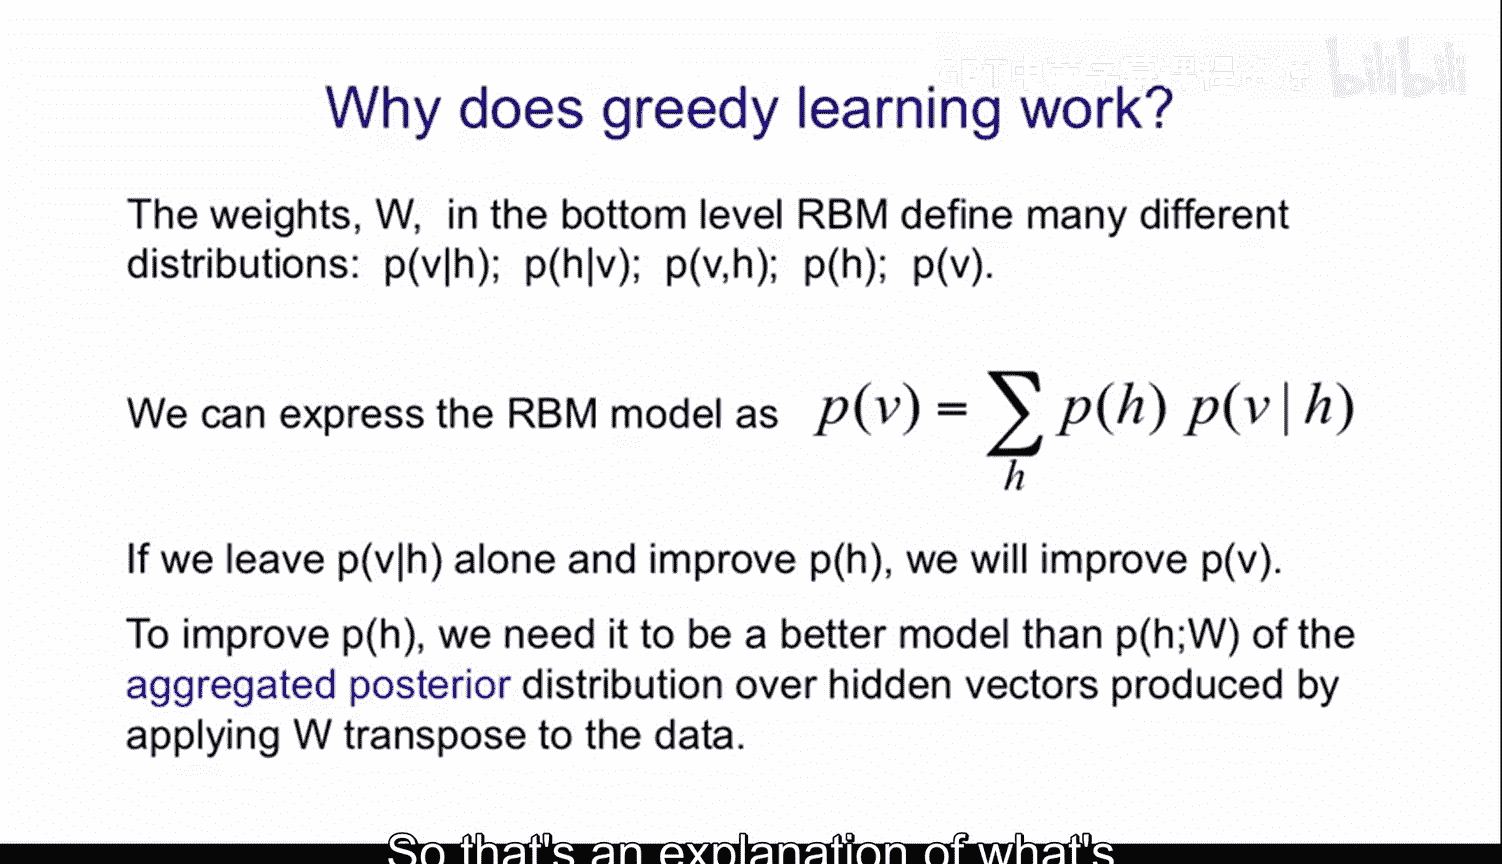 bilibili
Why does greedy learning work?
The weights, W, in the bottom level RBM define many different
distributions: p(v|h); p(h|v); p(v,h); p(h); p(v).
We can express the RBM model as p(v) = ∑ p(h) p(v | h)
h
If we leave p(v|h) alone and improve p(h), we will improve p(v).
To improve p(h), we need it to be a better model than p(h;W) of the
aggregated posterior distribution over hidden vectors produced by
applying W transpose to the data.
So that's an explanation of what's